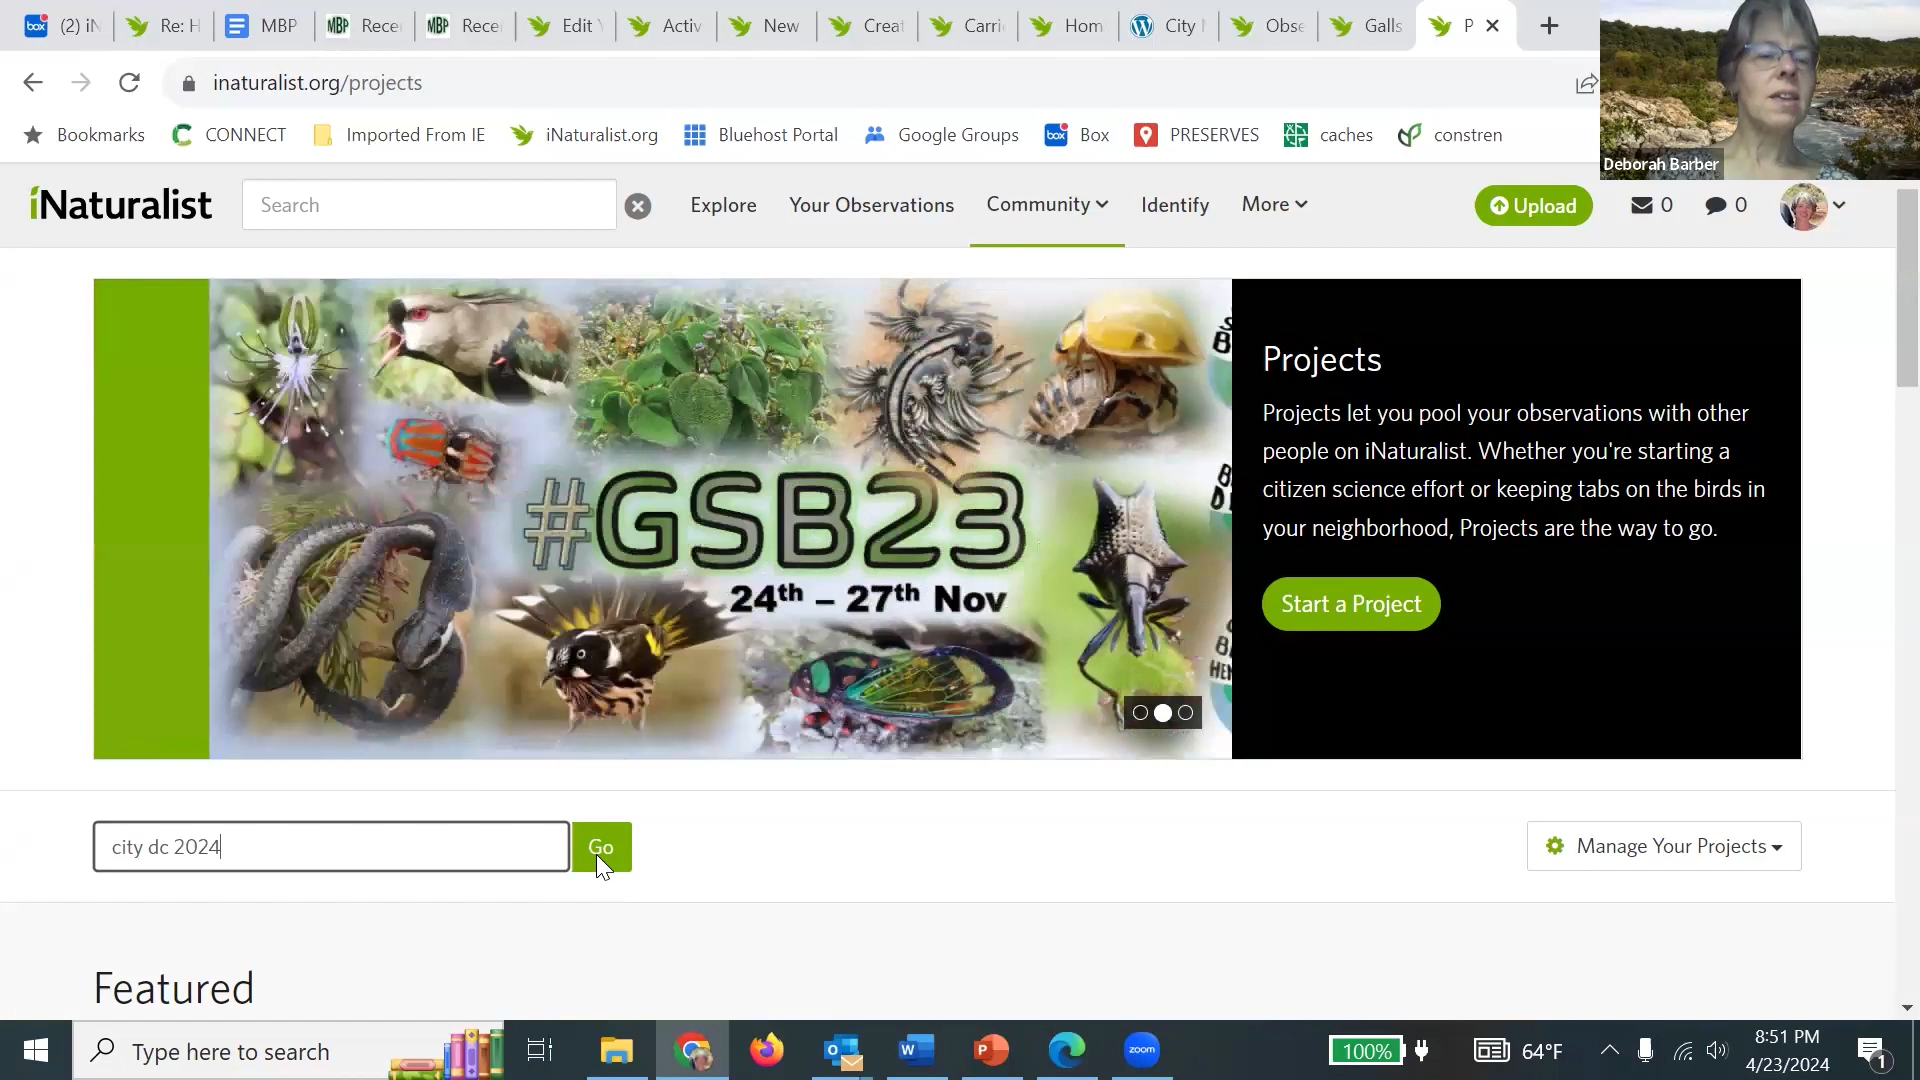 (2) iN
Re: H
MBP
MBP Rece
MBP Rece
Edit Y
Activ
New
Creat
Carri
Hom
City N
Obse
Galls
P
inaturalist.org/projects
Bookmarks
CONNECT
Imported From IE
iNaturalist.org
Bluehost Portal
Google Groups
box Box
PRESERVES
caches
constren
Deborah Barber
iNaturalist
Search
Explore
Your Observations
Community
Identify
More
Upload
0
0
#GSB23
24th – 27th Nov
Projects
Projects let you pool your observations with other
people on iNaturalist. Whether you're starting a
citizen science effort or keeping tabs on the birds in
your neighborhood, Projects are the way to go.
Start a Project
city dc 2024
Go
Manage Your Projects
Featured
Type here to search
zoom
100%
64°F
8:51 PM
4/23/2024
1